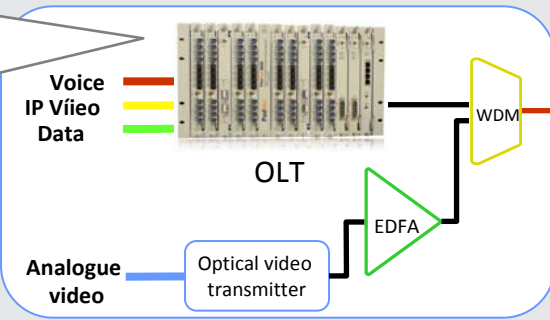 Voice
IP Víieo
Data
OLT
WDM
EDFA
Analogue
video
Optical video
transmitter